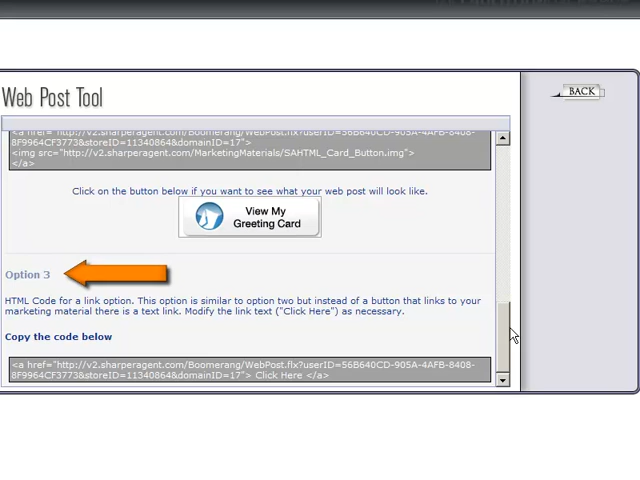 BACK
Web Post Tool
<a href="http://v2.sharperagent.com/Boomerang/WebPost.flx?userID=56B640CD-905A-4AFB-8408-
8F9964CF3773&storeID=11340864&domainID=17">
<img src="http://v2.sharperagent.com/MarketingMaterials/SAHTML_Card_Button.img">
</a>
Click on the button below if you want to see what your web post will look like.
View My
Greeting Card
Option 3
HTML Code for a link option. This option is similar to option two but instead of a button that links to your
marketing material there is a text link. Modify the link text ("Click Here") as necessary.
Copy the code below
<a href="http://v2.sharperagent.com/Boomerang/WebPost.flx?userID=56B640CD-905A-4AFB-8408-
8F9964CF3773&storeID=11340864&domainID=17"> Click Here </a>